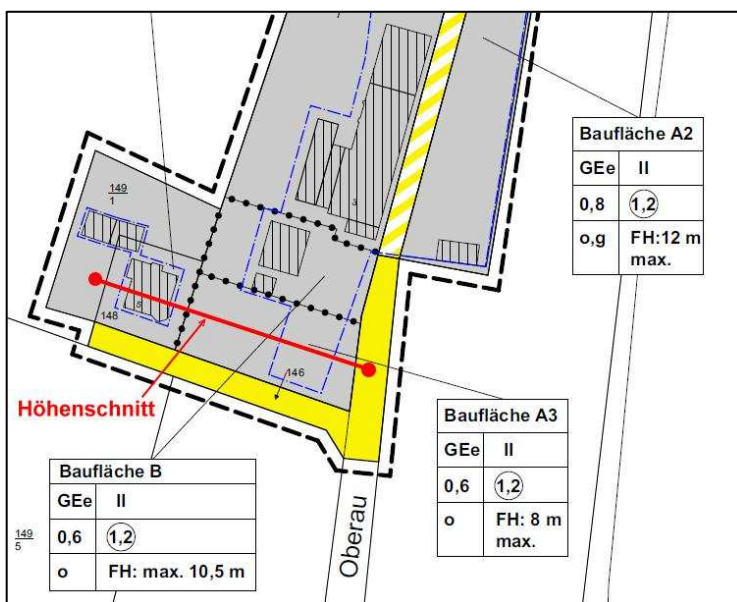 Baufläche A2
GEe II
0,8 1,2
o,g FH:12 m max.
149
1
3
8
148
146
Höhenschnitt
Baufläche A3
GEe II
0,6 1,2
o FH: 8 m max.
Baufläche B
GEe II
0,6 1,2
o FH: max. 10,5 m
149
5
Oberau